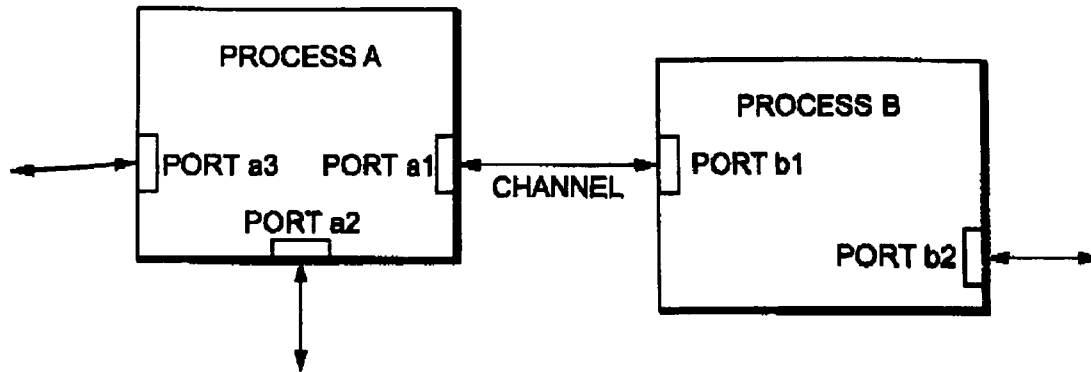 PROCESS A
PORT a3
PORT a1
PORT a2
CHANNEL
PROCESS B
PORT b1
PORT b2